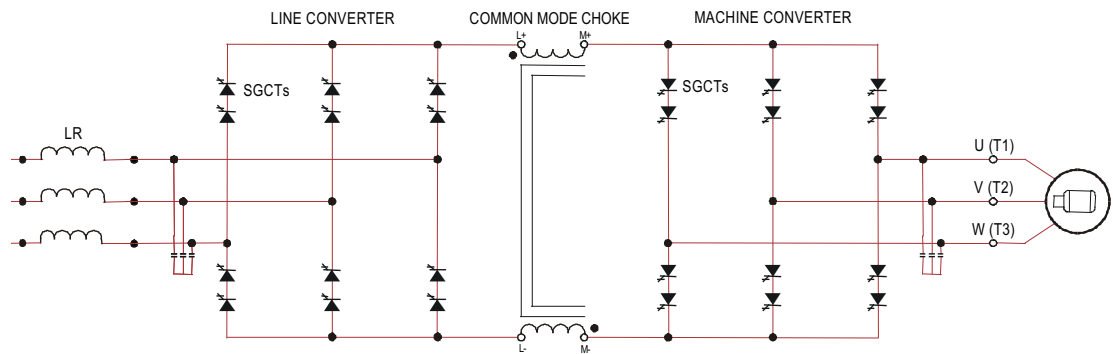 LINE CONVERTER
COMMON MODE CHOKE
MACHINE CONVERTER
L+
M+
SGCTs
SGCTs
LR
U (T1)
V (T2)
W (T3)
L-
M-